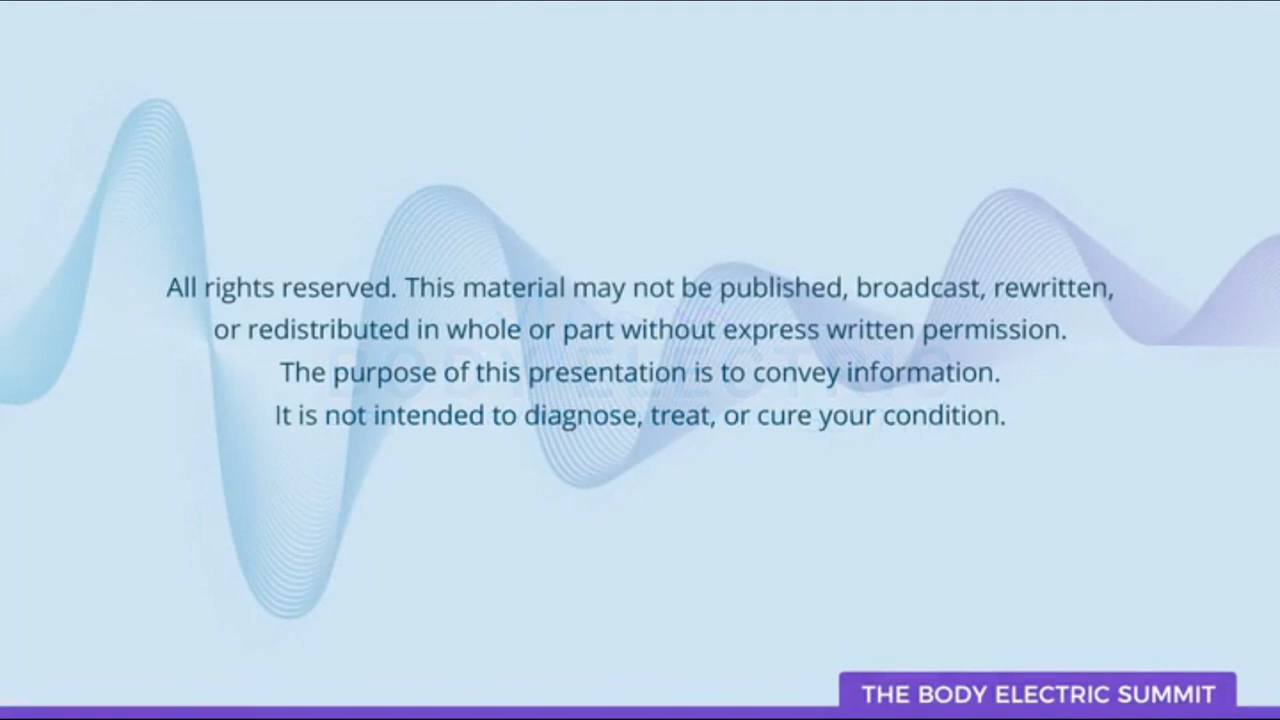 All rights reserved. This material may not be published, broadcast, rewritten,
or redistributed in whole or part without express written permission.
The purpose of this presentation is to convey information.
It is not intended to diagnose, treat, or cure your condition.
BODY ELECTRIC
THE BODY ELECTRIC SUMMIT